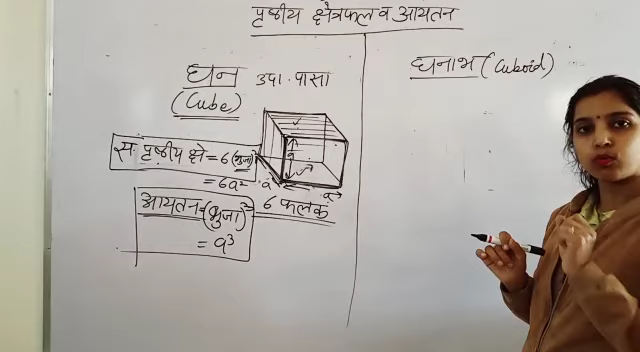 पृष्ठीय क्षेत्रफल व आयतन
घन उदा. पासा
(Cube)
स. पृष्ठीय क्षे = 6(भुजा)²
= 6a²
a
a
a
6 फलक
आयतन = (भुजा)³
= a³
घनाभ (Cuboid)